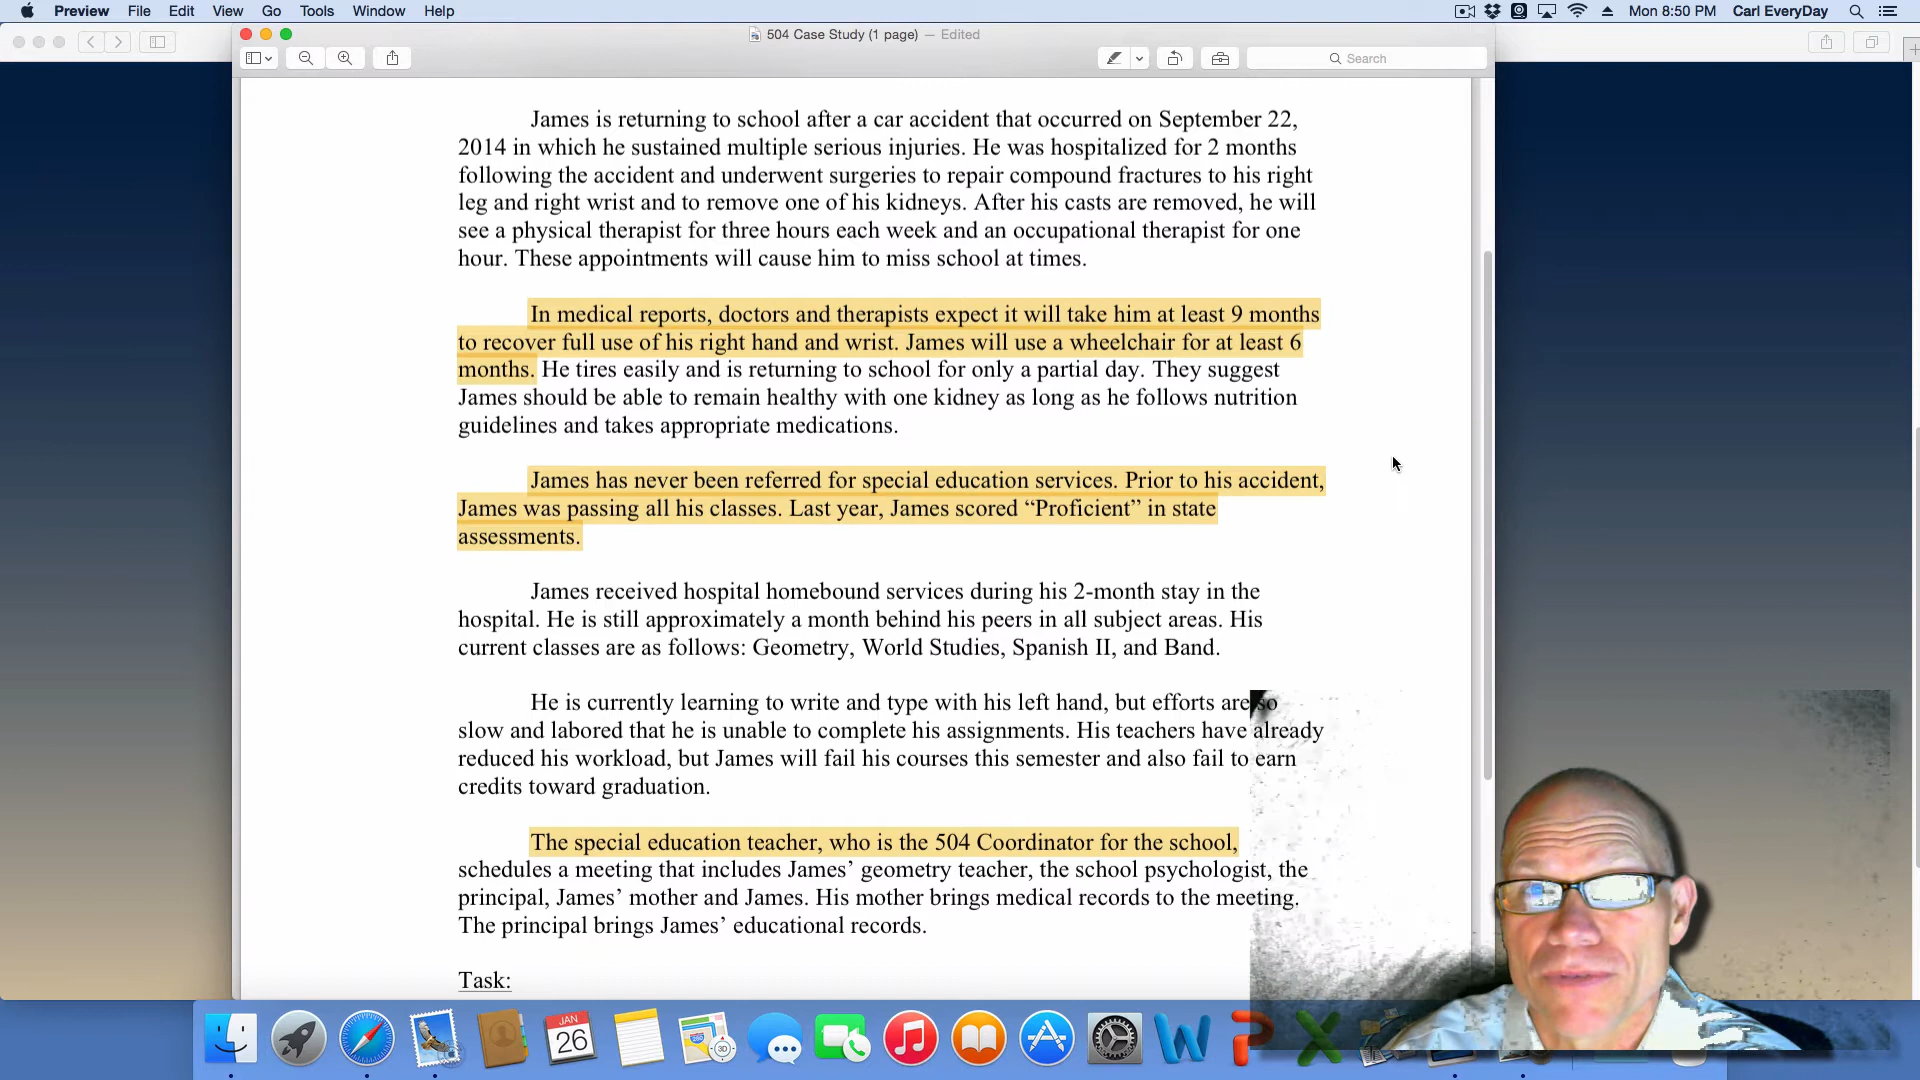 Preview File Edit View Go Tools Window Help Mon 8:50 PM Carl EveryDay
504 Case Study (1 page) — Edited
Search
James is returning to school after a car accident that occurred on September 22,
2014 in which he sustained multiple serious injuries. He was hospitalized for 2 months
following the accident and underwent surgeries to repair compound fractures to his right
leg and right wrist and to remove one of his kidneys. After his casts are removed, he will
see a physical therapist for three hours each week and an occupational therapist for one
hour. These appointments will cause him to miss school at times.
In medical reports, doctors and therapists expect it will take him at least 9 months
to recover full use of his right hand and wrist. James will use a wheelchair for at least 6
months. He tires easily and is returning to school for only a partial day. They suggest
James should be able to remain healthy with one kidney as long as he follows nutrition
guidelines and takes appropriate medications.
James has never been referred for special education services. Prior to his accident,
James was passing all his classes. Last year, James scored “Proficient” in state
assessments.
James received hospital homebound services during his 2-month stay in the
hospital. He is still approximately a month behind his peers in all subject areas. His
current classes are as follows: Geometry, World Studies, Spanish II, and Band.
He is currently learning to write and type with his left hand, but efforts are so
slow and labored that he is unable to complete his assignments. His teachers have already
reduced his workload, but James will fail his courses this semester and also fail to earn
credits toward graduation.
The special education teacher, who is the 504 Coordinator for the school,
schedules a meeting that includes James’ geometry teacher, the school psychologist, the
principal, James’ mother and James. His mother brings medical records to the meeting.
The principal brings James’ educational records.
Task:
JAN
26
3D